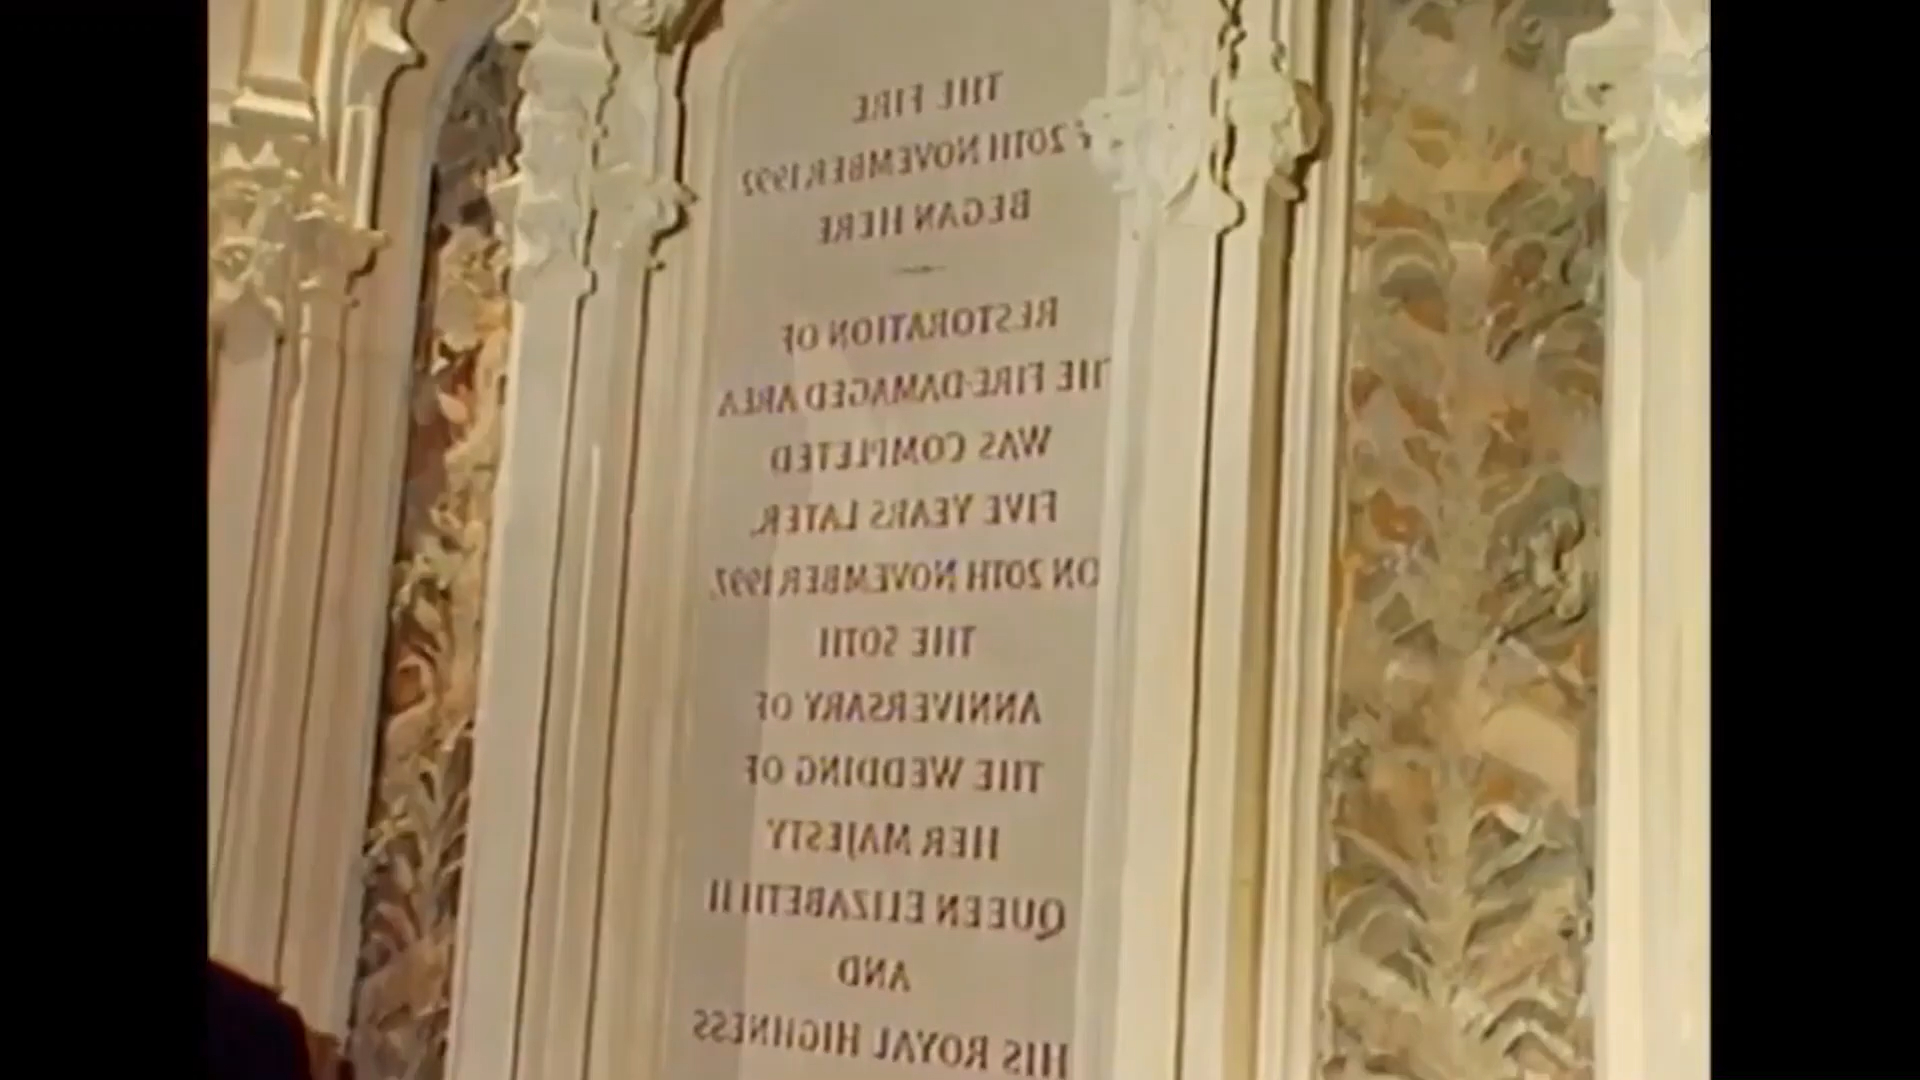 THE FIRE
20TH NOVEMBER 1992
BEGAN HERE
RESTORATION OF
THE FIRE-DAMAGED AREA
WAS COMPLETED
FIVE YEARS LATER,
ON 20TH NOVEMBER 1997,
THE 50TH
ANNIVERSARY OF
THE WEDDING OF
HER MAJESTY
QUEEN ELIZABETH II
AND
HIS ROYAL HIGHNESS